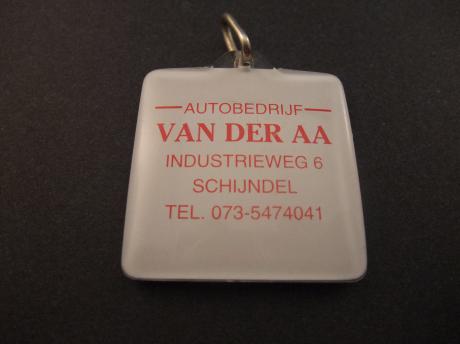 AUTOBEDRIJF
VAN DER AA
INDUSTRIEWEG 6
SCHIJNDEL
TEL. 073-5474041